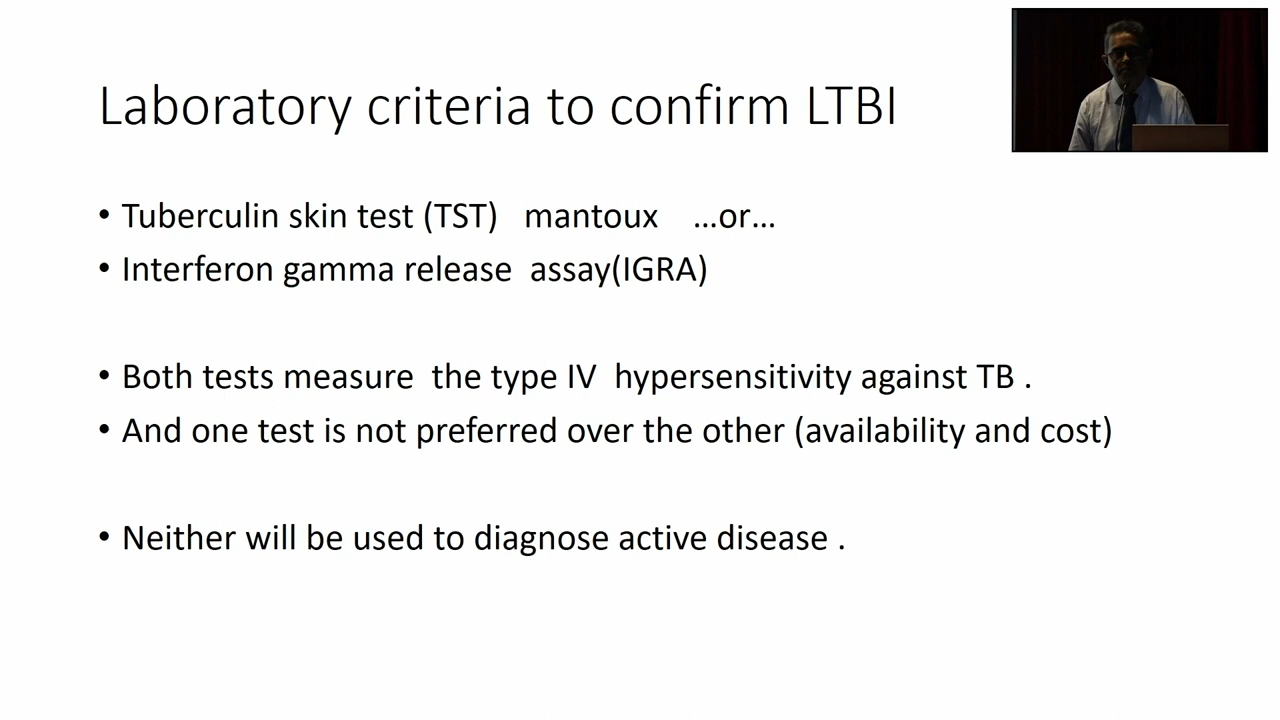 Laboratory criteria to confirm LTBI
• Tuberculin skin test (TST) mantoux ...or...
• Interferon gamma release assay(IGRA)
• Both tests measure the type IV hypersensitivity against TB .
• And one test is not preferred over the other (availability and cost)
• Neither will be used to diagnose active disease .